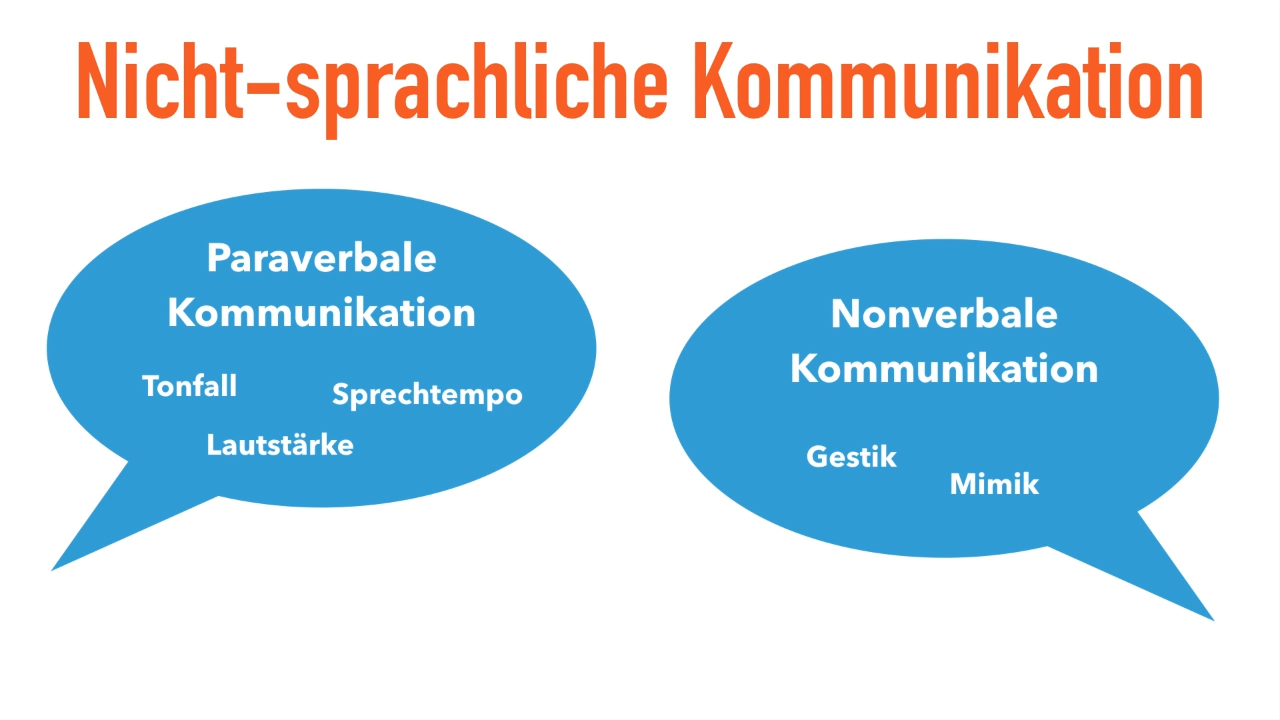 Nicht-sprachliche Kommunikation
Paraverbale
Kommunikation
Tonfall
Sprechtempo
Lautstärke
Nonverbale
Kommunikation
Gestik
Mimik